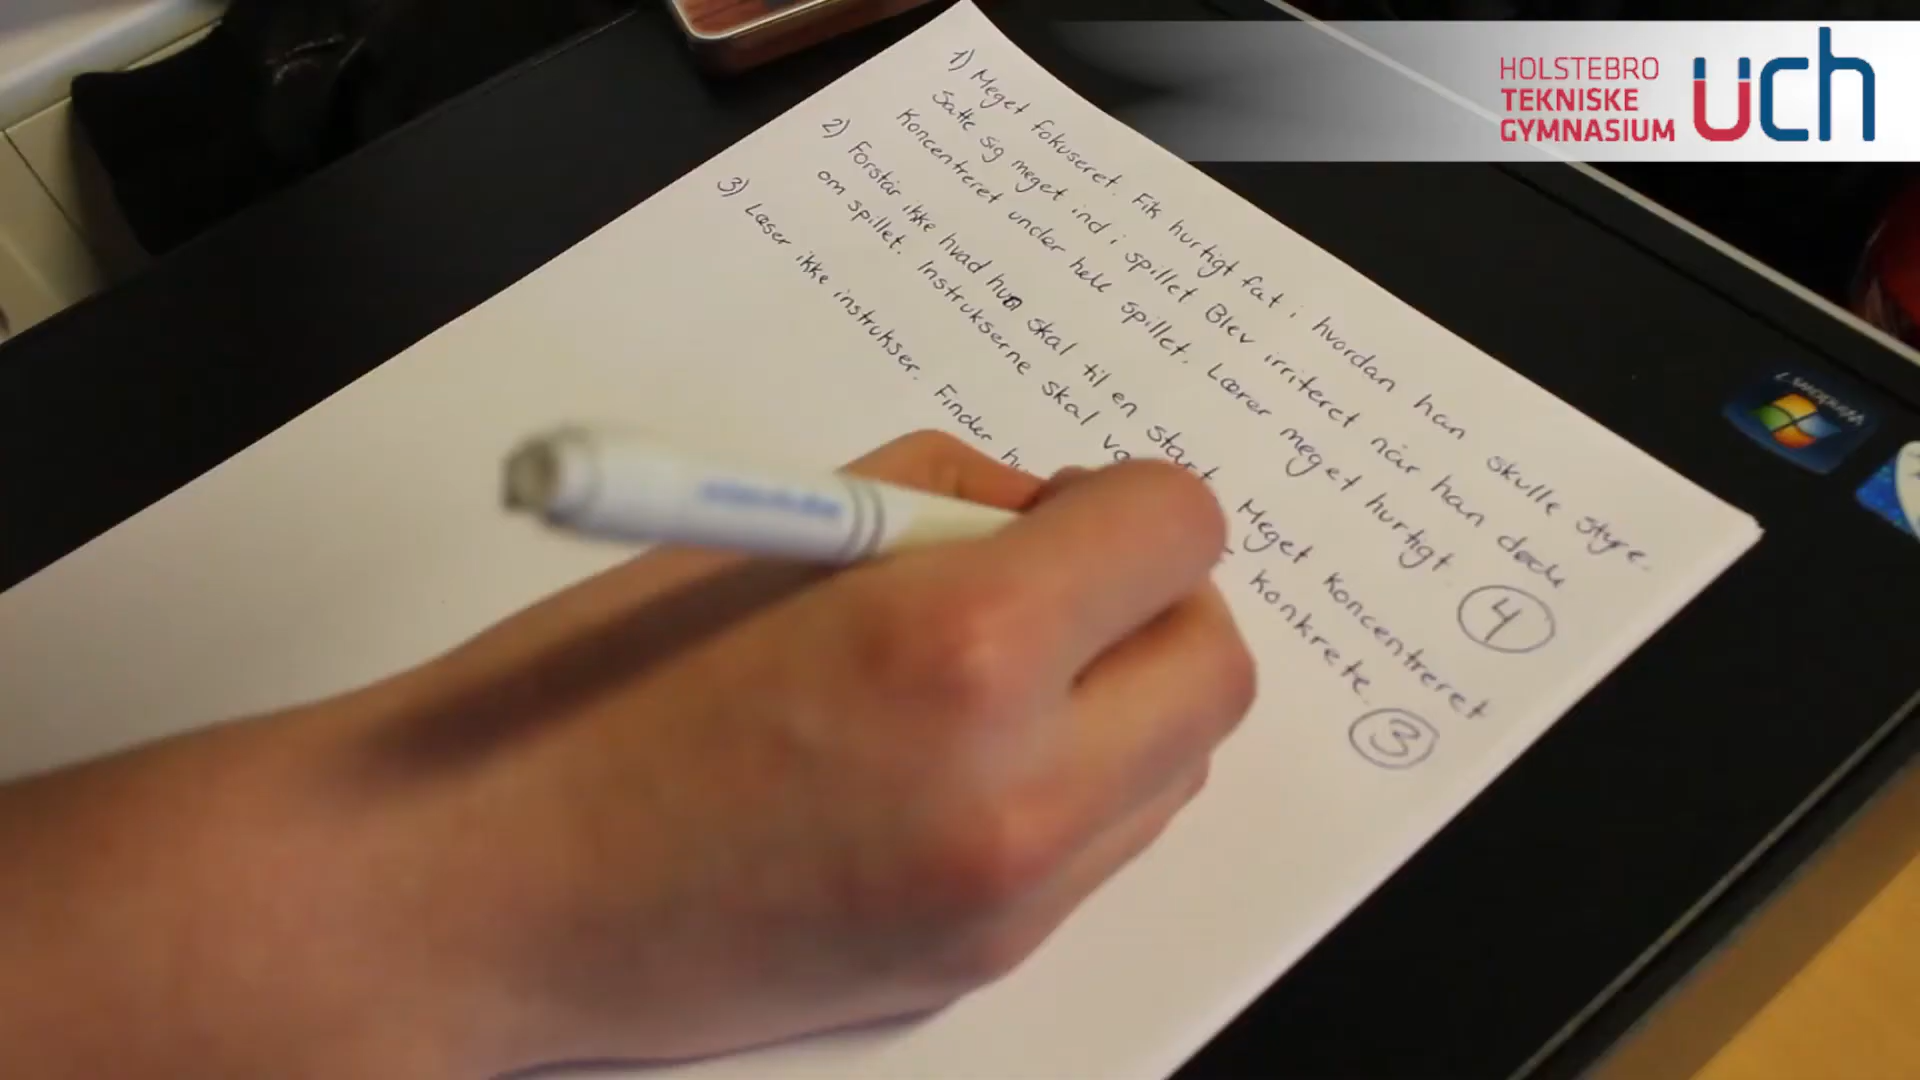 1) Meget fokuseret. Fik hurtigt fat i hvordan han skulle styre.
Satte sig meget ind i spillet Blev irriteret når han døde
Koncentreret under hele spillet. Lærer meget hurtigt. 4
2) Forstår ikke hvad hun skal til en start Meget koncentreret
om spillet. Instrukserne skal konkrete. 3
3) Læser ikke instrukser. Finder
HOLSTEBRO
TEKNISKE
GYMNASIUM
UCH
Windows 7